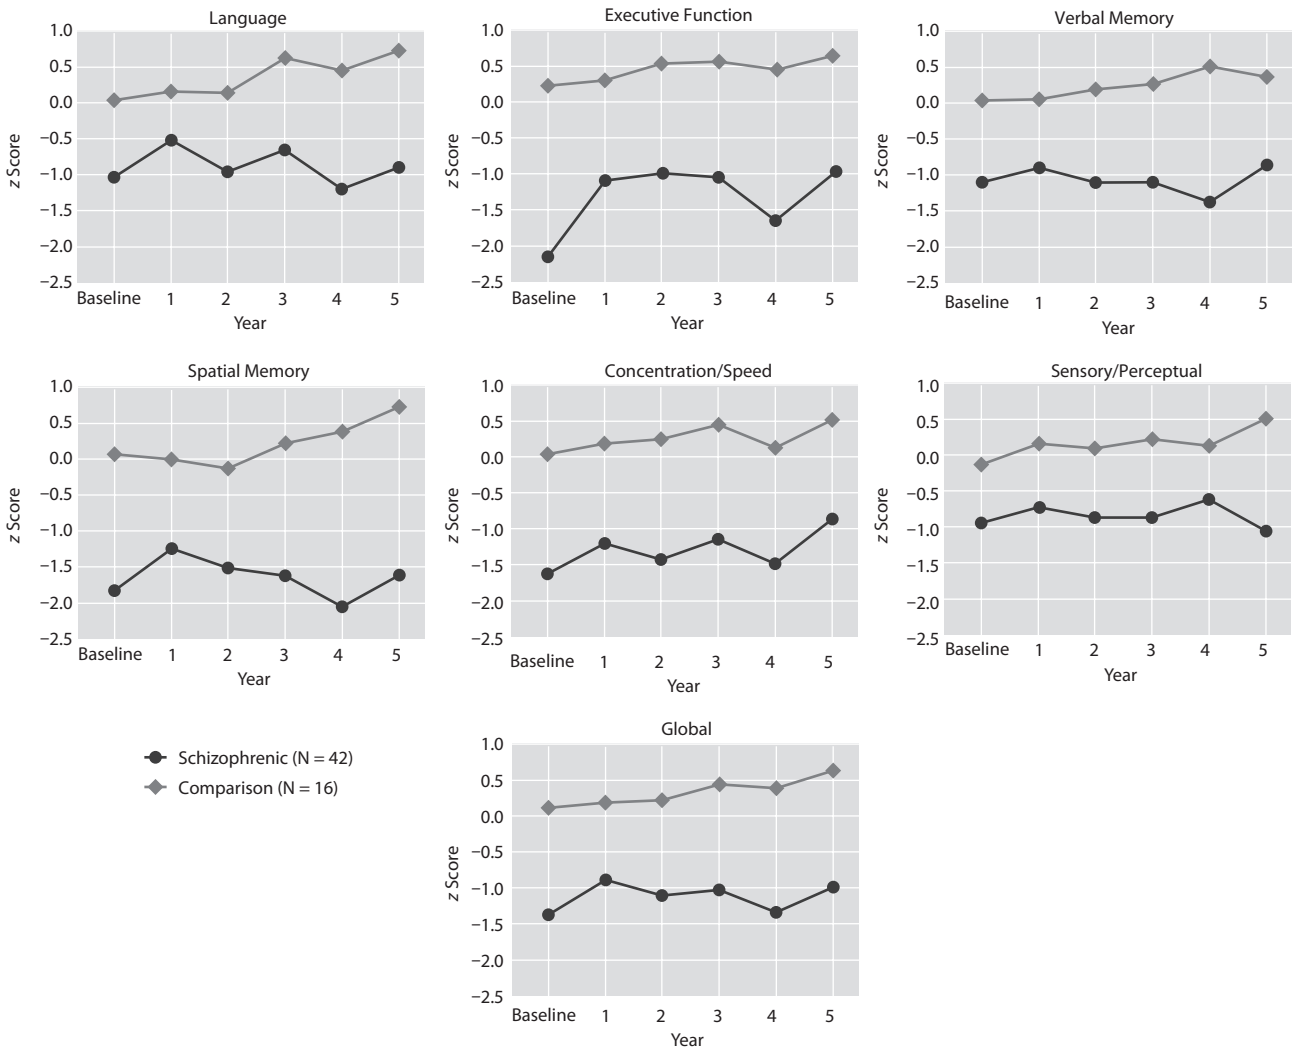 Language
1.0
0.5
0.0
−0.5
−1.0
−1.5
−2.0
−2.5
z Score
Baseline 1 2 3 4 5
Year
Executive Function
1.0
0.5
0.0
−0.5
−1.0
−1.5
−2.0
−2.5
z Score
Baseline 1 2 3 4 5
Year
Verbal Memory
1.0
0.5
0.0
−0.5
−1.0
−1.5
−2.0
−2.5
z Score
Baseline 1 2 3 4 5
Year
Spatial Memory
1.0
0.5
0.0
−0.5
−1.0
−1.5
−2.0
−2.5
z Score
Baseline 1 2 3 4 5
Year
Concentration/Speed
1.0
0.5
0.0
−0.5
−1.0
−1.5
−2.0
−2.5
z Score
Baseline 1 2 3 4 5
Year
Sensory/Perceptual
1.0
0.5
0.0
−0.5
−1.0
−1.5
−2.0
−2.5
z Score
Baseline 1 2 3 4 5
Year
Schizophrenic (N = 42)
Comparison (N = 16)
Global
1.0
0.5
0.0
−0.5
−1.0
−1.5
−2.0
−2.5
z Score
Baseline 1 2 3 4 5
Year